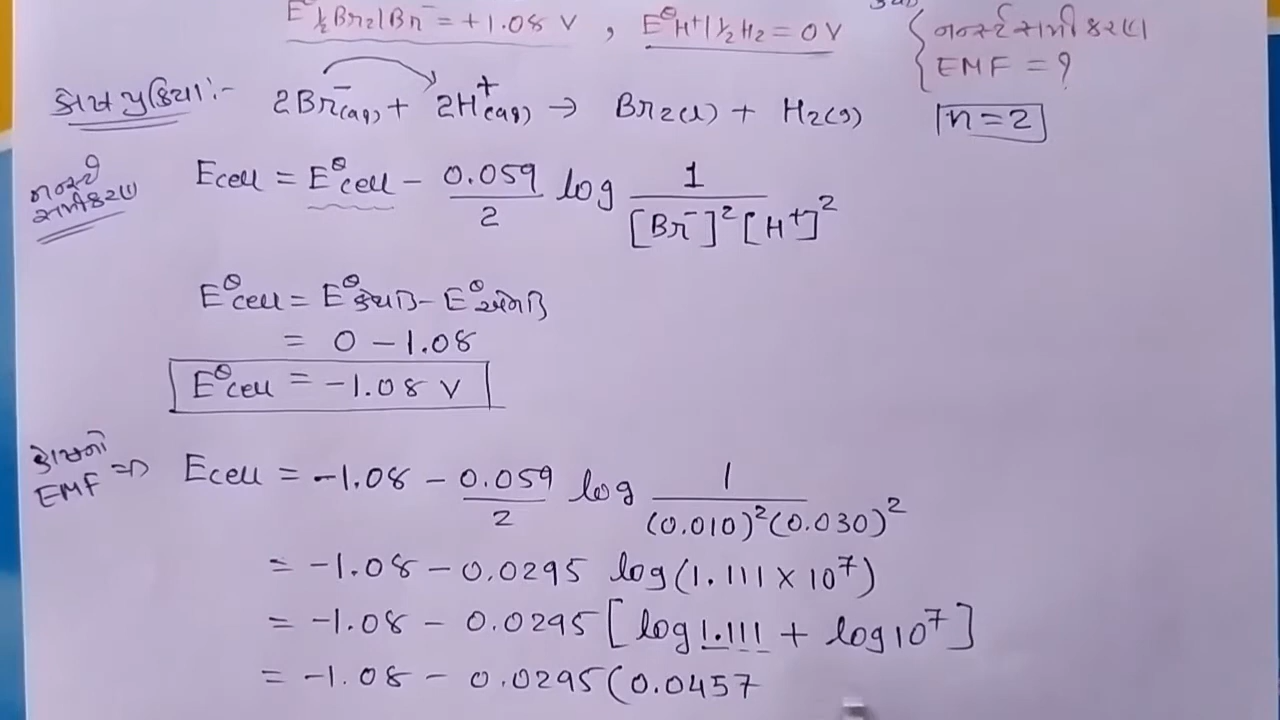 E⊖½Br2|Br⁻ = +1.08 V , E⊖H⁺|½H2 = 0 V
નર્ન્સ્ટ સમીકરણ
EMF = ?
કોષ પ્રક્રિયા :- 2Br⁻(aq) + 2H⁺(aq) → Br2(l) + H2(g) n=2
નર્ન્સ્ટ સમીકરણ
Ecell = E⊖cell - 0.059/2 log 1/[Br⁻]²[H⁺]²
E⊖cell = E⊖કેથોડ - E⊖એનોડ
= 0 - 1.08
E⊖cell = -1.08 V
કોષનો EMF ⇒ Ecell = -1.08 - 0.059/2 log 1/(0.010)²(0.030)²
= -1.08 - 0.0295 log(1.111 × 10⁷)
= -1.08 - 0.0295 [log 1.111 + log 10⁷]
= -1.08 - 0.0295 (0.0457